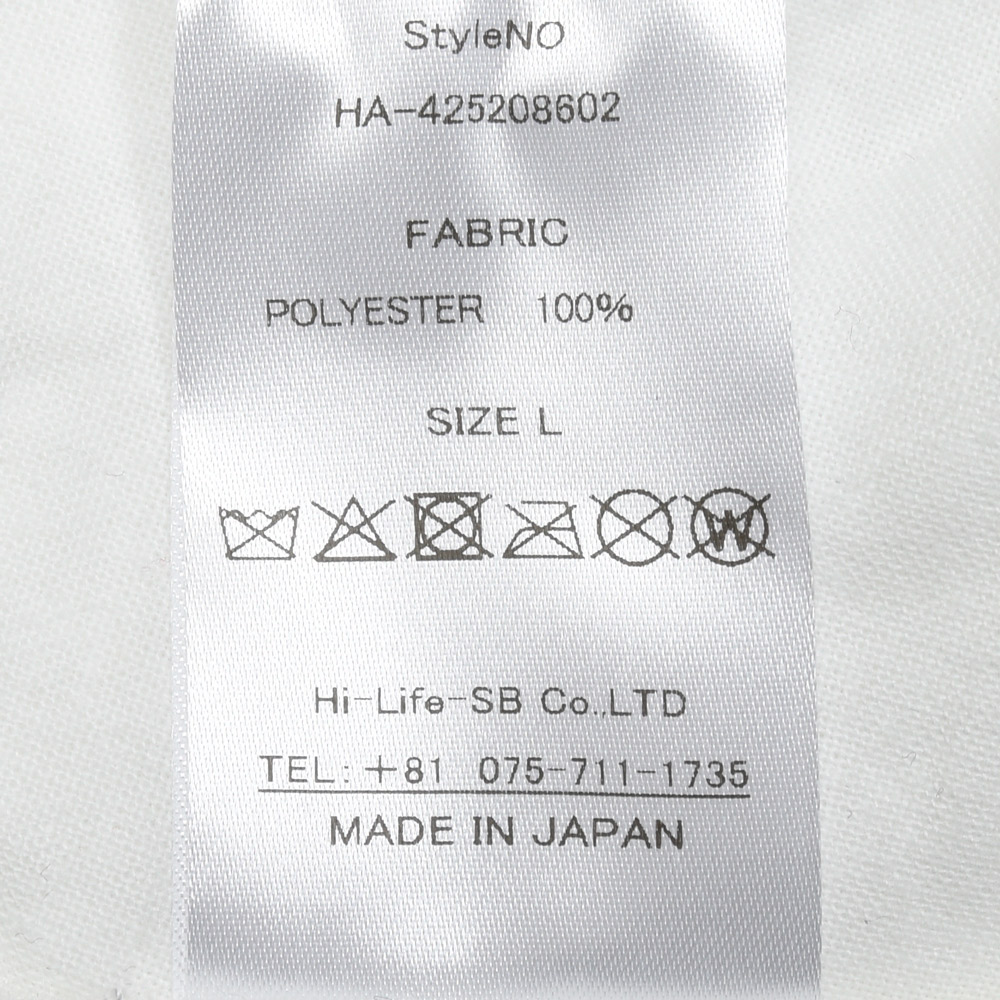 StyleNO
HA-425208602
FABRIC
POLYESTER 100%
SIZE L
W
Hi-Life-SB Co.,LTD
TEL: +81 075-711-1735
MADE IN JAPAN